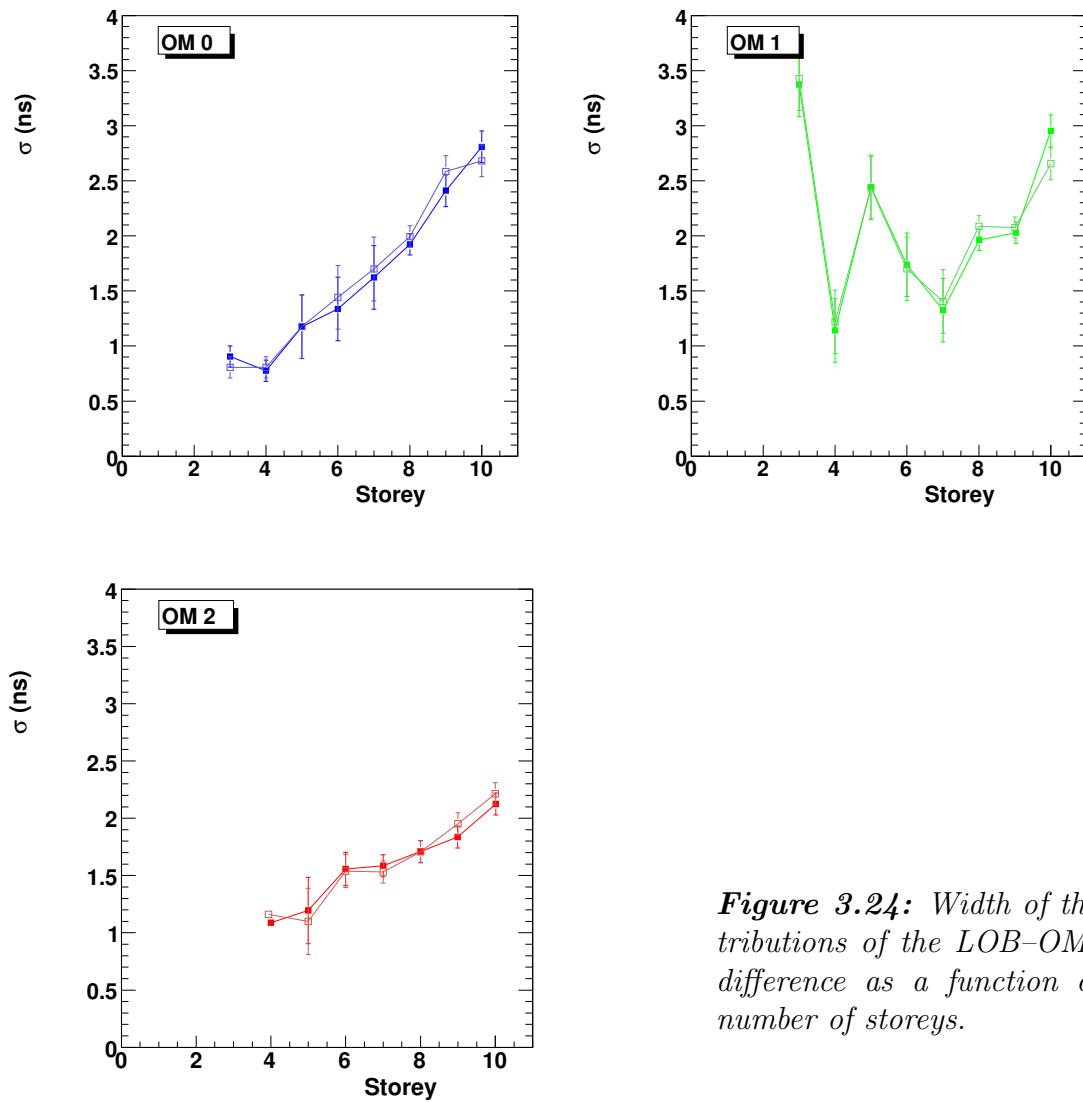 OM 0
σ (ns)
4
3.5
3
2.5
2
1.5
1
0.5
0
0 2 4 6 8 10
Storey
OM 1
σ (ns)
4
3.5
3
2.5
2
1.5
1
0.5
0
0 2 4 6 8 10
Storey
OM 2
σ (ns)
4
3.5
3
2.5
2
1.5
1
0.5
0
0 2 4 6 8 10
Storey
Figure 3.24: Width of th
tributions of the LOB–OM
difference as a function
number of storeys.